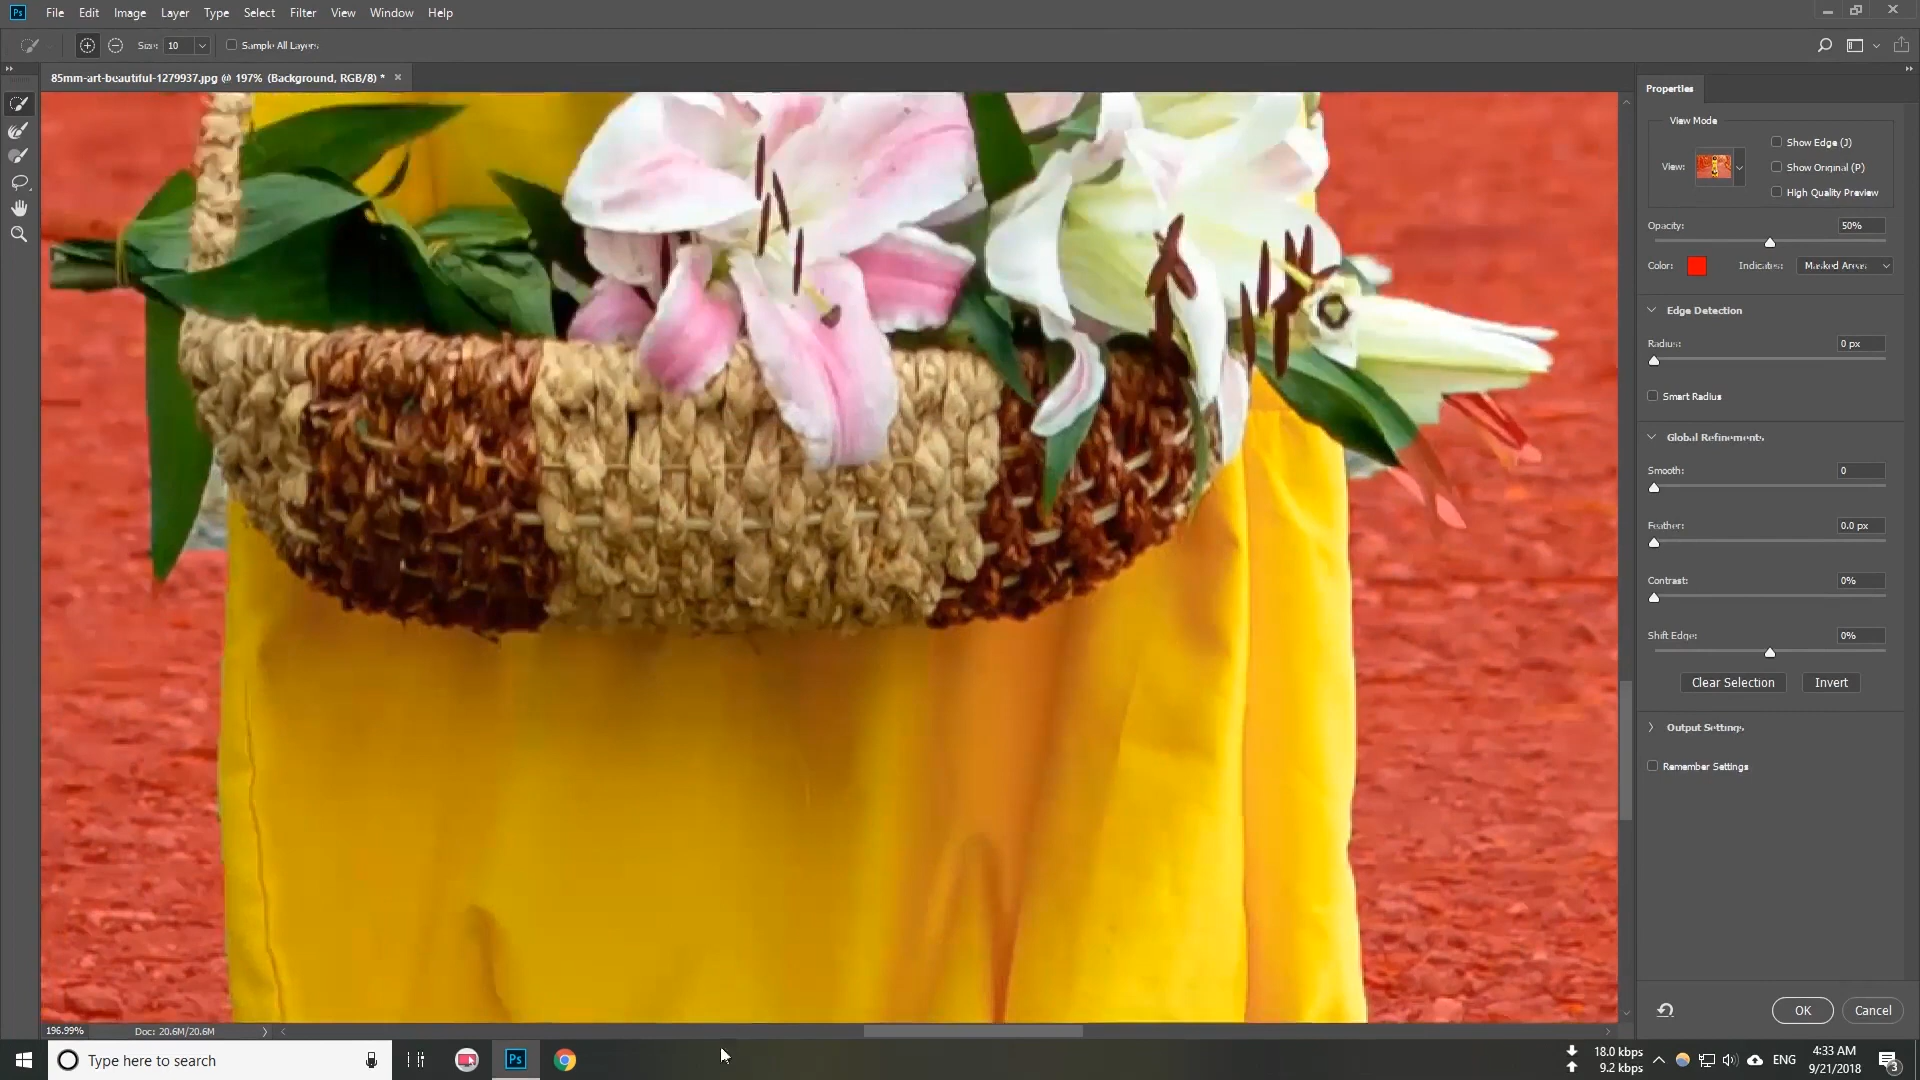 Ps File Edit Image Layer Type Select Filter View Window Help
Size: 10 Sample All Layers
85mm-art-beautiful-1279937.jpg @ 197% (Background, RGB/8) * ×
Properties
View Mode
Show Edge (J)
View:
Show Original (P)
High Quality Preview
Opacity: 50%
Color: Indicates: Masked Areas
Edge Detection
Radius: 0 px
Smart Radius
Global Refinements
Smooth: 0
Feather: 0.0 px
Contrast: 0%
Shift Edge: 0%
Clear Selection Invert
Output Settings
Remember Settings
OK Cancel
196.99% Doc: 20.6M/20.6M
Type here to search
Ps
18.0 kbps
9.2 kbps
ENG
4:33 AM
9/21/2018
3